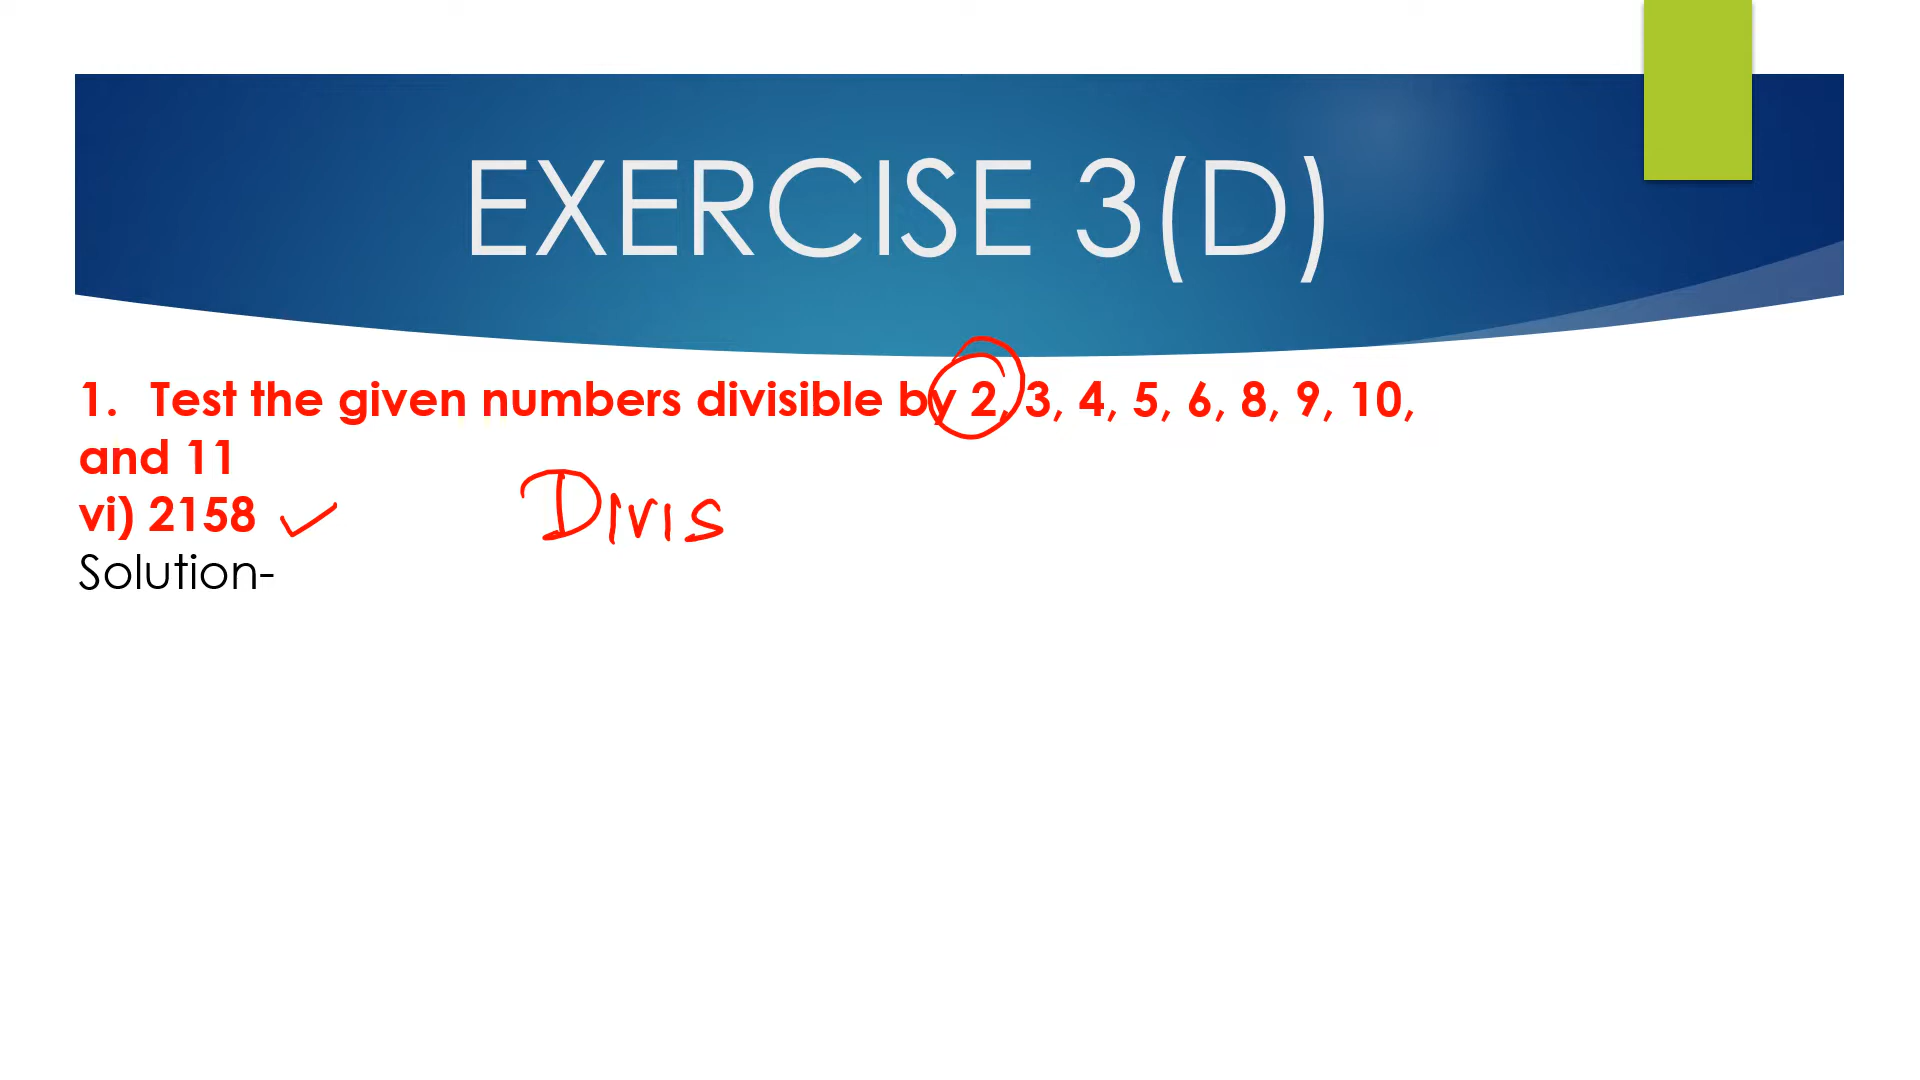 EXERCISE 3(D)
1. Test the given numbers divisible by 2, 3, 4, 5, 6, 8, 9, 10,
and 11
vi) 2158
Divis
Solution-